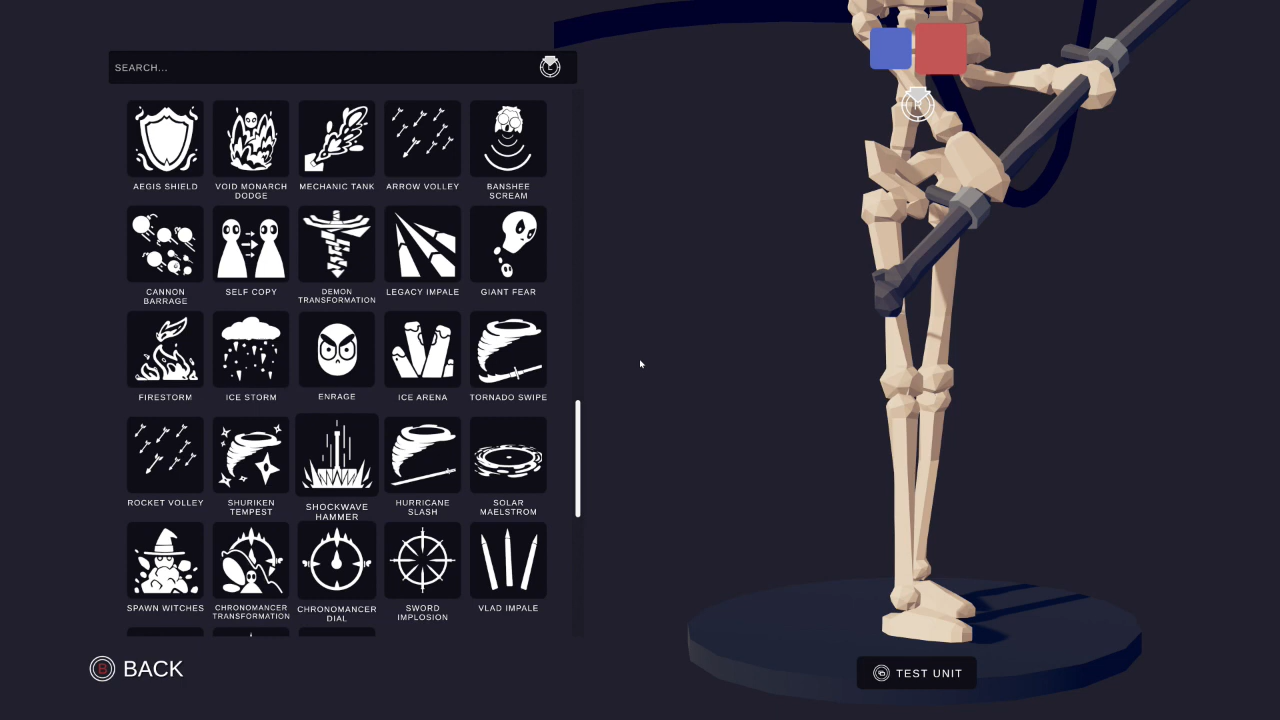 SEARCH...
L
R
AEGIS SHIELD
VOID MONARCH
DODGE
MECHANIC TANK
ARROW VOLLEY
BANSHEE
SCREAM
CANNON
BARRAGE
SELF COPY
DEMON
TRANSFORMATION
LEGACY IMPALE
GIANT FEAR
FIRESTORM
ICE STORM
ENRAGE
ICE ARENA
TORNADO SWIPE
ROCKET VOLLEY
SHURIKEN
TEMPEST
SHOCKWAVE
HAMMER
HURRICANE
SLASH
SOLAR
MAELSTROM
SPAWN WITCHES
CHRONOMANCER
TRANSFORMATION
CHRONOMANCER
DIAL
SWORD
IMPLOSION
VLAD IMPALE
B BACK
TEST UNIT